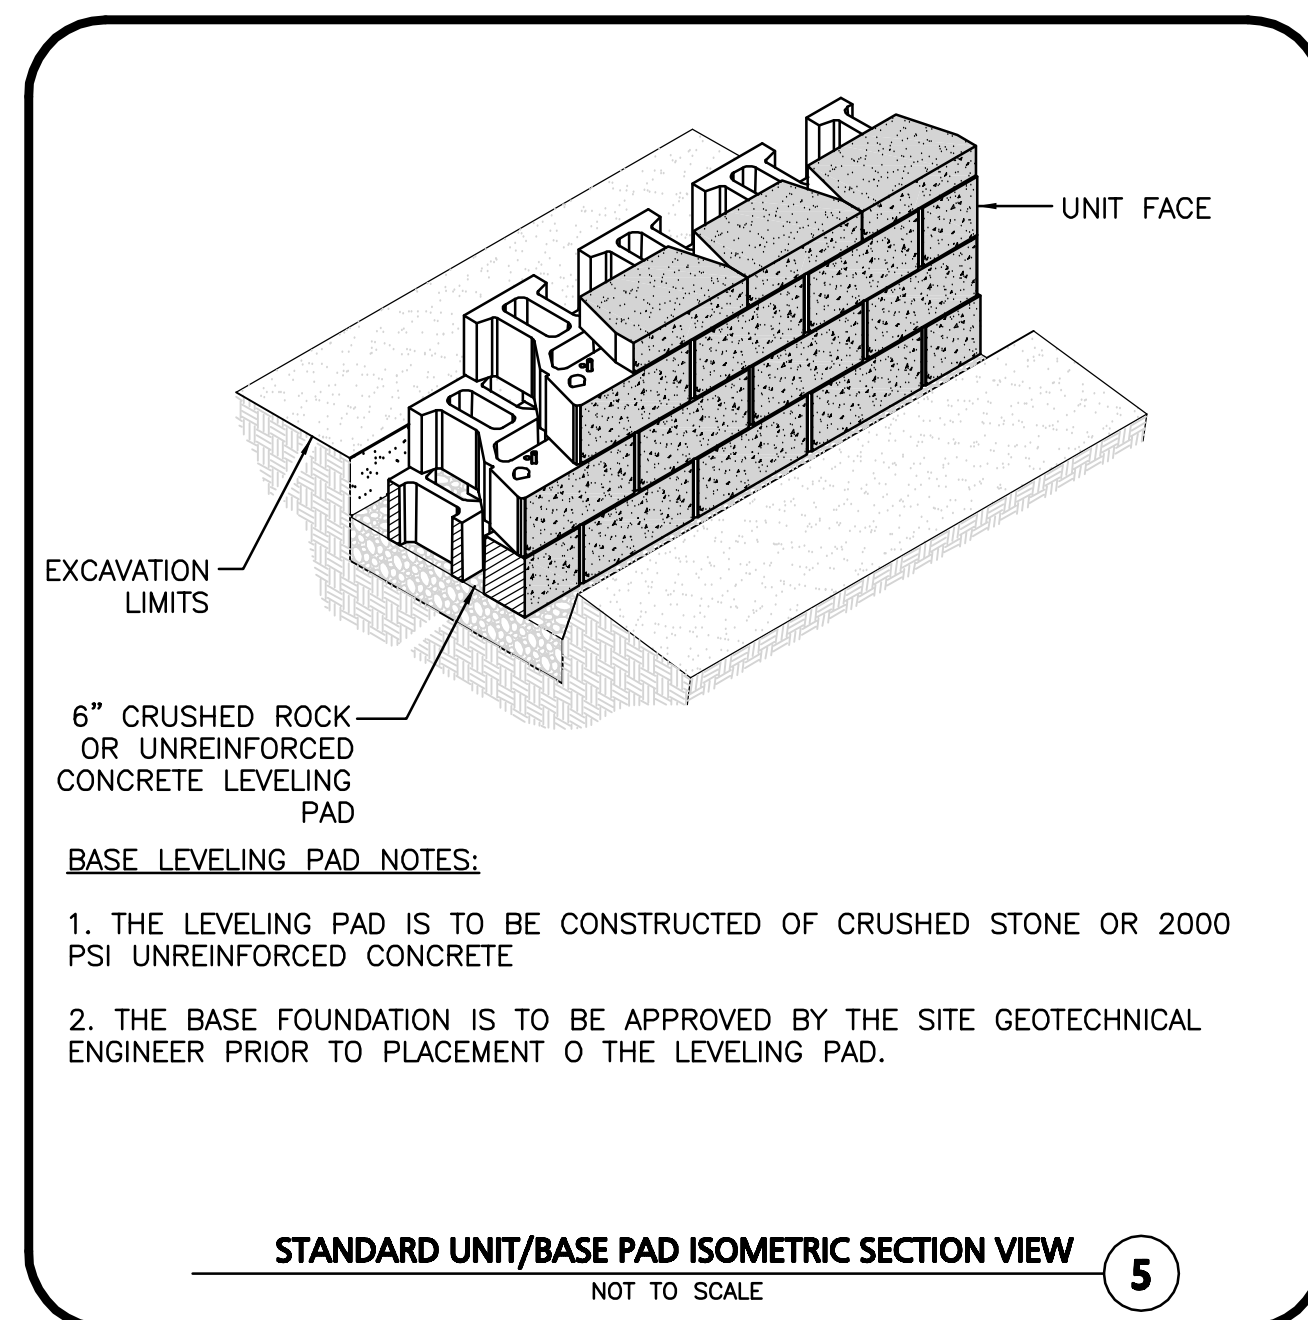 UNIT FACE
EXCAVATION
LIMITS
6” CRUSHED ROCK
OR UNREINFORCED
CONCRETE LEVELING
PAD
BASE LEVELING PAD NOTES:
1. THE LEVELING PAD IS TO BE CONSTRUCTED OF CRUSHED STONE OR 2000
PSI UNREINFORCED CONCRETE
2. THE BASE FOUNDATION IS TO BE APPROVED BY THE SITE GEOTECHNICAL
ENGINEER PRIOR TO PLACEMENT O THE LEVELING PAD.
STANDARD UNIT/BASE PAD ISOMETRIC SECTION VIEW
NOT TO SCALE
5